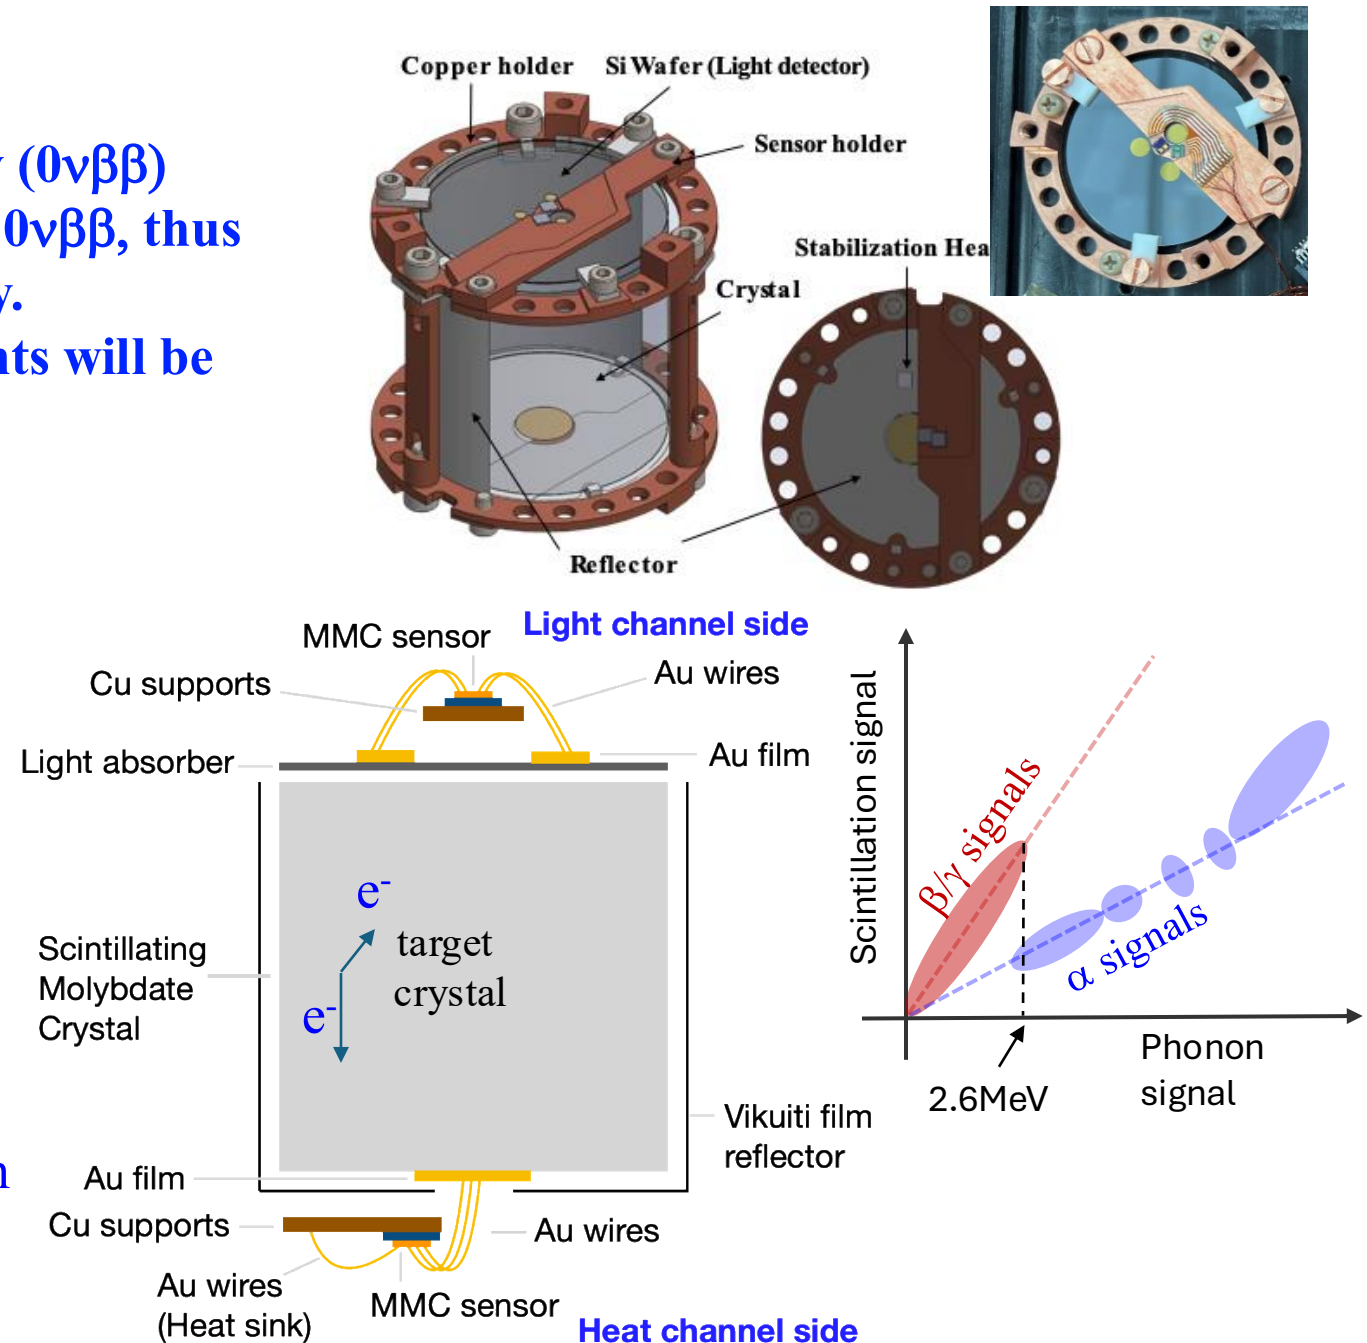 (0νββ)
0νββ, thus
y.
nts will be
Copper holder
Si Wafer (Light detector)
Sensor holder
Stabilization Hea
Crystal
Reflector
Light channel side
MMC sensor
Cu supports
Au wires
Light absorber
Au film
e-
target
crystal
e-
Scintillating
Molybdate
Crystal
Vikuiti film
reflector
Au film
Cu supports
Au wires
Au wires
(Heat sink)
MMC sensor
Heat channel side
Scintillation signal
β/γ signals
α signals
2.6MeV
Phonon
signal